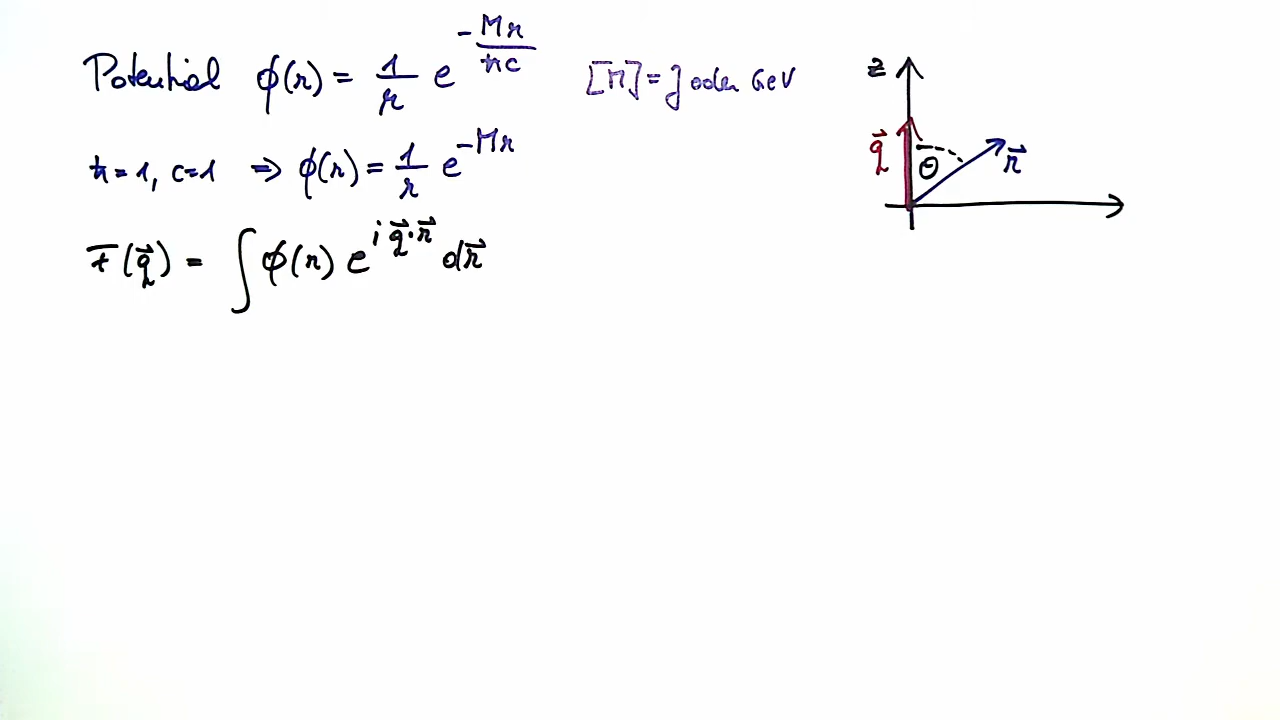 Potential ϕ(r) = 1/r e^{-Mr/ħc} [M] = J oder GeV
ħ = 1, c = 1 ⇒ ϕ(r) = 1/r e^{-Mr}
F(q⃗) = ∫ ϕ(r) e^{i q⃗·r⃗} dr⃗
z
q⃗
θ
r⃗